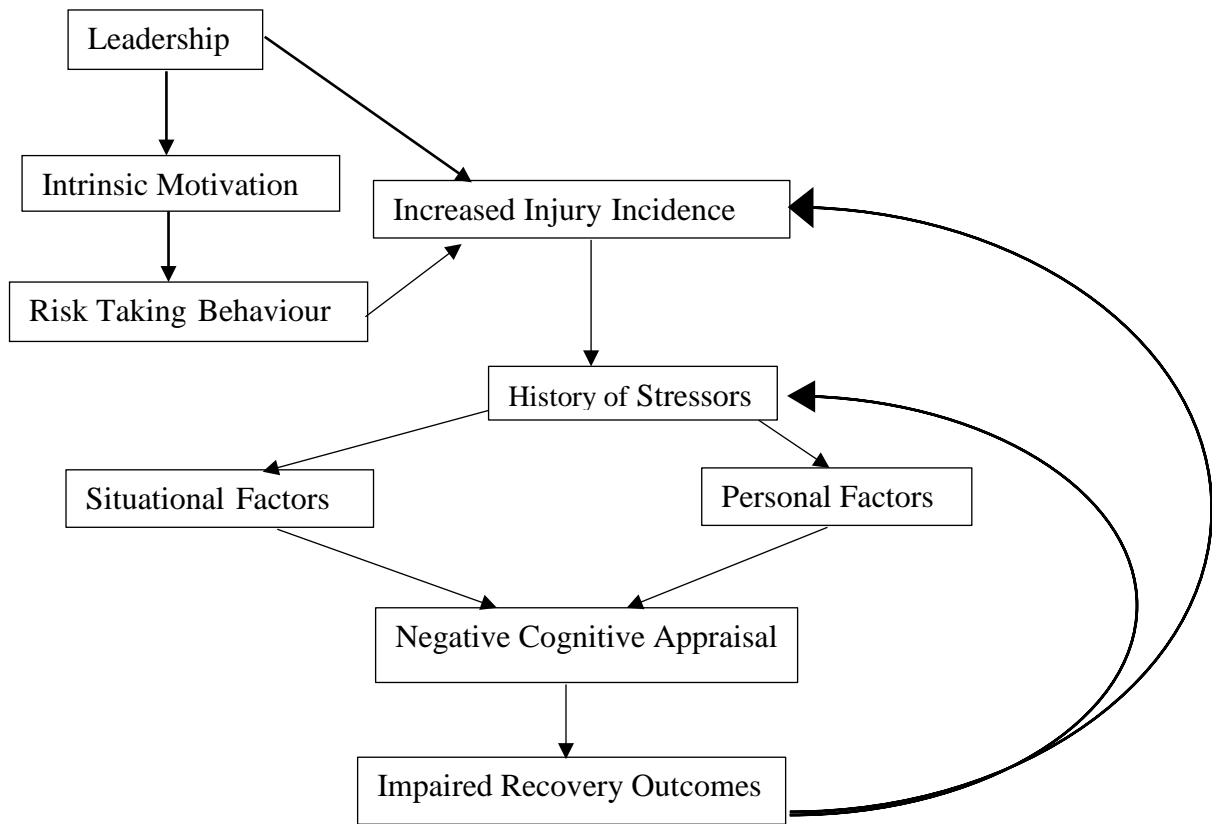 Leadership
Intrinsic Motivation
Increased Injury Incidence
Risk Taking Behaviour
History of Stressors
Situational Factors
Personal Factors
Negative Cognitive Appraisal
Impaired Recovery Outcomes